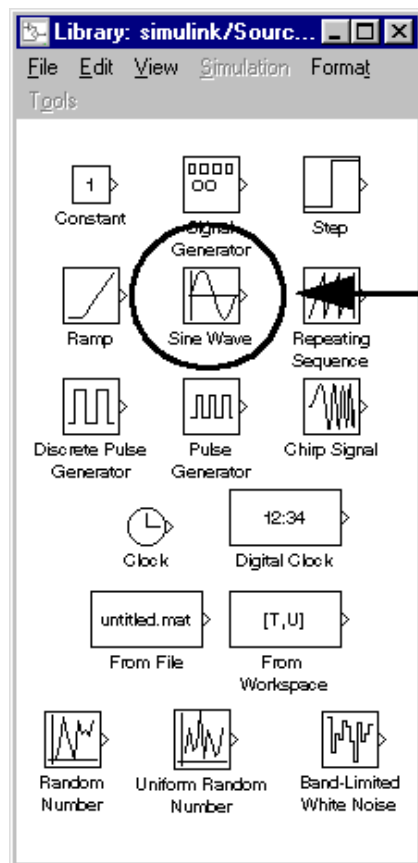 Library: simulink/Sourc...
File Edit View Simulation Format
Tools
1
Constant
Signal
Generator
Step
Ramp
Sine Wave
Repeating
Sequence
Discrete Pulse
Generator
Pulse
Generator
Chirp Signal
Clock
12:34
Digital Clock
untitled.mat
From File
[T,U]
From
Workspace
Random
Number
Uniform Random
Number
Band-Limited
White Noise